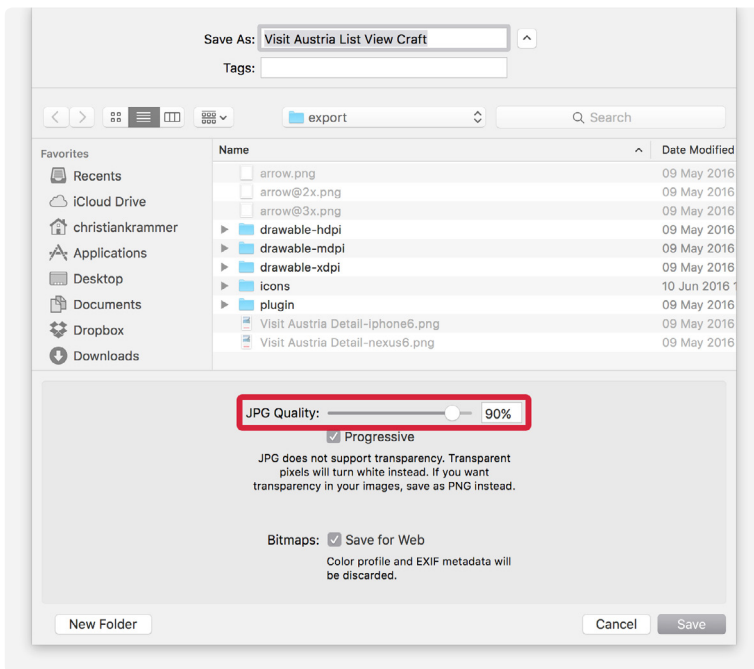 Save As: Visit Austria List View Craft
Tags:
export
Search
Favorites
Recents
iCloud Drive
christiankrammer
Applications
Desktop
Documents
Dropbox
Downloads
Name Date Modified
arrow.png 09 May 2016
arrow@2x.png 09 May 2016
arrow@3x.png 09 May 2016
drawable-hdpi 09 May 2016
drawable-mdpi 09 May 2016
drawable-xdpi 09 May 2016
icons 10 Jun 2016 1
plugin 09 May 2016
Visit Austria Detail-iphone6.png 09 May 2016
Visit Austria Detail-nexus6.png 09 May 2016
JPG Quality: 90%
Progressive
JPG does not support transparency. Transparent
pixels will turn white instead. If you want
transparency in your images, save as PNG instead.
Bitmaps: Save for Web
Color profile and EXIF metadata will
be discarded.
New Folder Cancel Save